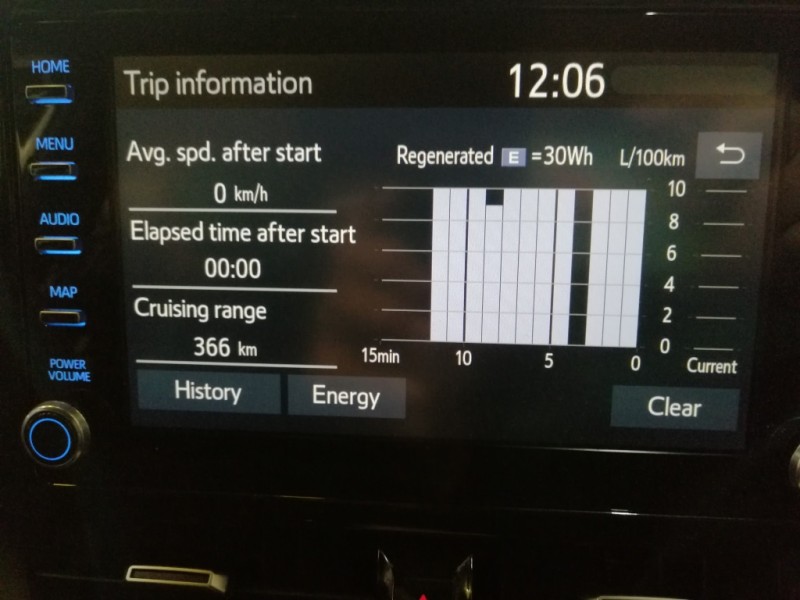 HOME
MENU
AUDIO
MAP
POWER
VOLUME
Trip information 12:06
Avg. spd. after start
0 km/h
Elapsed time after start
00:00
Cruising range
366 km
Regenerated E =30Wh L/100km
10
8
6
4
2
0
15min 10 5 0 Current
History Energy Clear